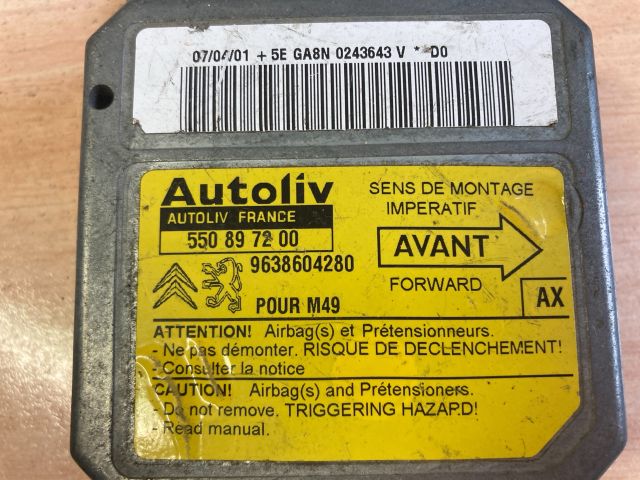 07/04/01 + 5E GA8N 0243643 V * D0
Autoliv
AUTOLIV FRANCE
550 89 72 00
9638604280
POUR M49
SENS DE MONTAGE
IMPERATIF
AVANT
FORWARD
AX
ATTENTION! Airbag(s) et Prétensionneurs.
- Ne pas démonter. RISQUE DE DECLENCHEMENT!
- Consulter la notice
CAUTION! Airbag(s) and Prétensioners.
- Do not remove. TRIGGERING HAZARD!
- Read manual.